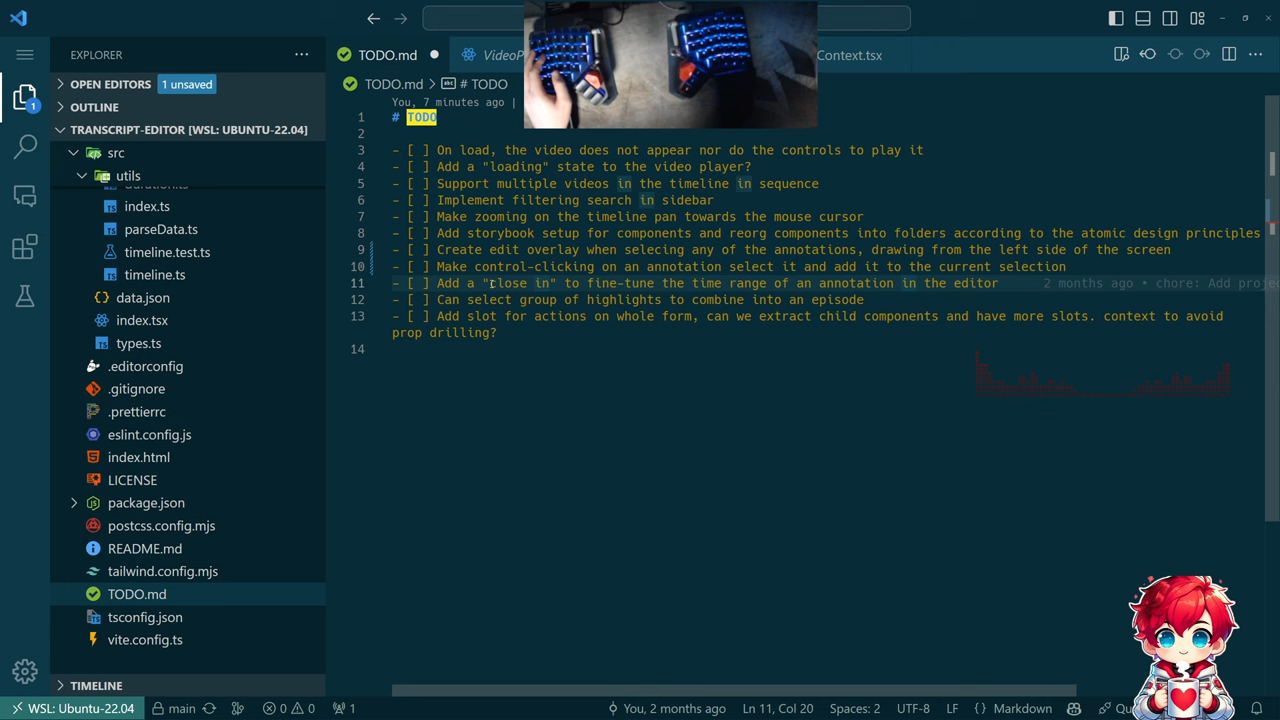 EXPLORER
OPEN EDITORS 1 unsaved
OUTLINE
TRANSCRIPT-EDITOR [WSL: UBUNTU-22.04]
src
utils
index.ts
parseData.ts
timeline.test.ts
timeline.ts
data.json
index.tsx
types.ts
.editorconfig
.gitignore
.prettierrc
eslint.config.js
index.html
LICENSE
package.json
postcss.config.mjs
README.md
tailwind.config.mjs
TODO.md
tsconfig.json
vite.config.ts
TIMELINE
TODO.md
Context.tsx
TODO.md > # TODO
You, 7 minutes ago |
1 # TODO
2
3 - [ ] On load, the video does not appear nor do the controls to play it
4 - [ ] Add a "loading" state to the video player?
5 - [ ] Support multiple videos in the timeline in sequence
6 - [ ] Implement filtering search in sidebar
7 - [ ] Make zooming on the timeline pan towards the mouse cursor
8 - [ ] Add storybook setup for components and reorg components into folders according to the atomic design principles
9 - [ ] Create edit overlay when selecing any of the annotations, drawing from the left side of the screen
10 - [ ] Make control-clicking on an annotation select it and add it to the current selection
11 - [ ] Add a "close in" to fine-tune the time range of an annotation in the editor 2 months ago • chore: Add
12 - [ ] Can select group of highlights to combine into an episode
13 - [ ] Add slot for actions on whole form, can we extract child components and have more slots. context to avoid
prop drilling?
14
WSL: Ubuntu-22.04 main 0 0 1 You, 2 months ago Ln 11, Col 20 Spaces: 2 UTF-8 LF { } Markdown